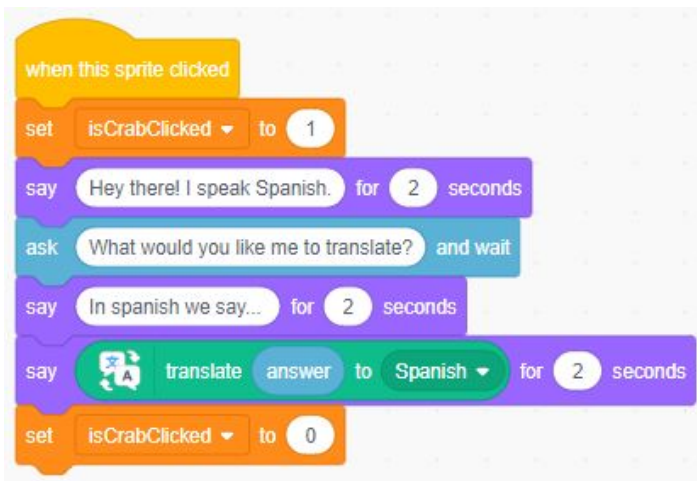 when this sprite clicked
set isCrabClicked to 1
say Hey there! I speak Spanish. for 2 seconds
ask What would you like me to translate? and wait
say In spanish we say... for 2 seconds
say 文 A translate answer to Spanish for 2 seconds
set isCrabClicked to 0